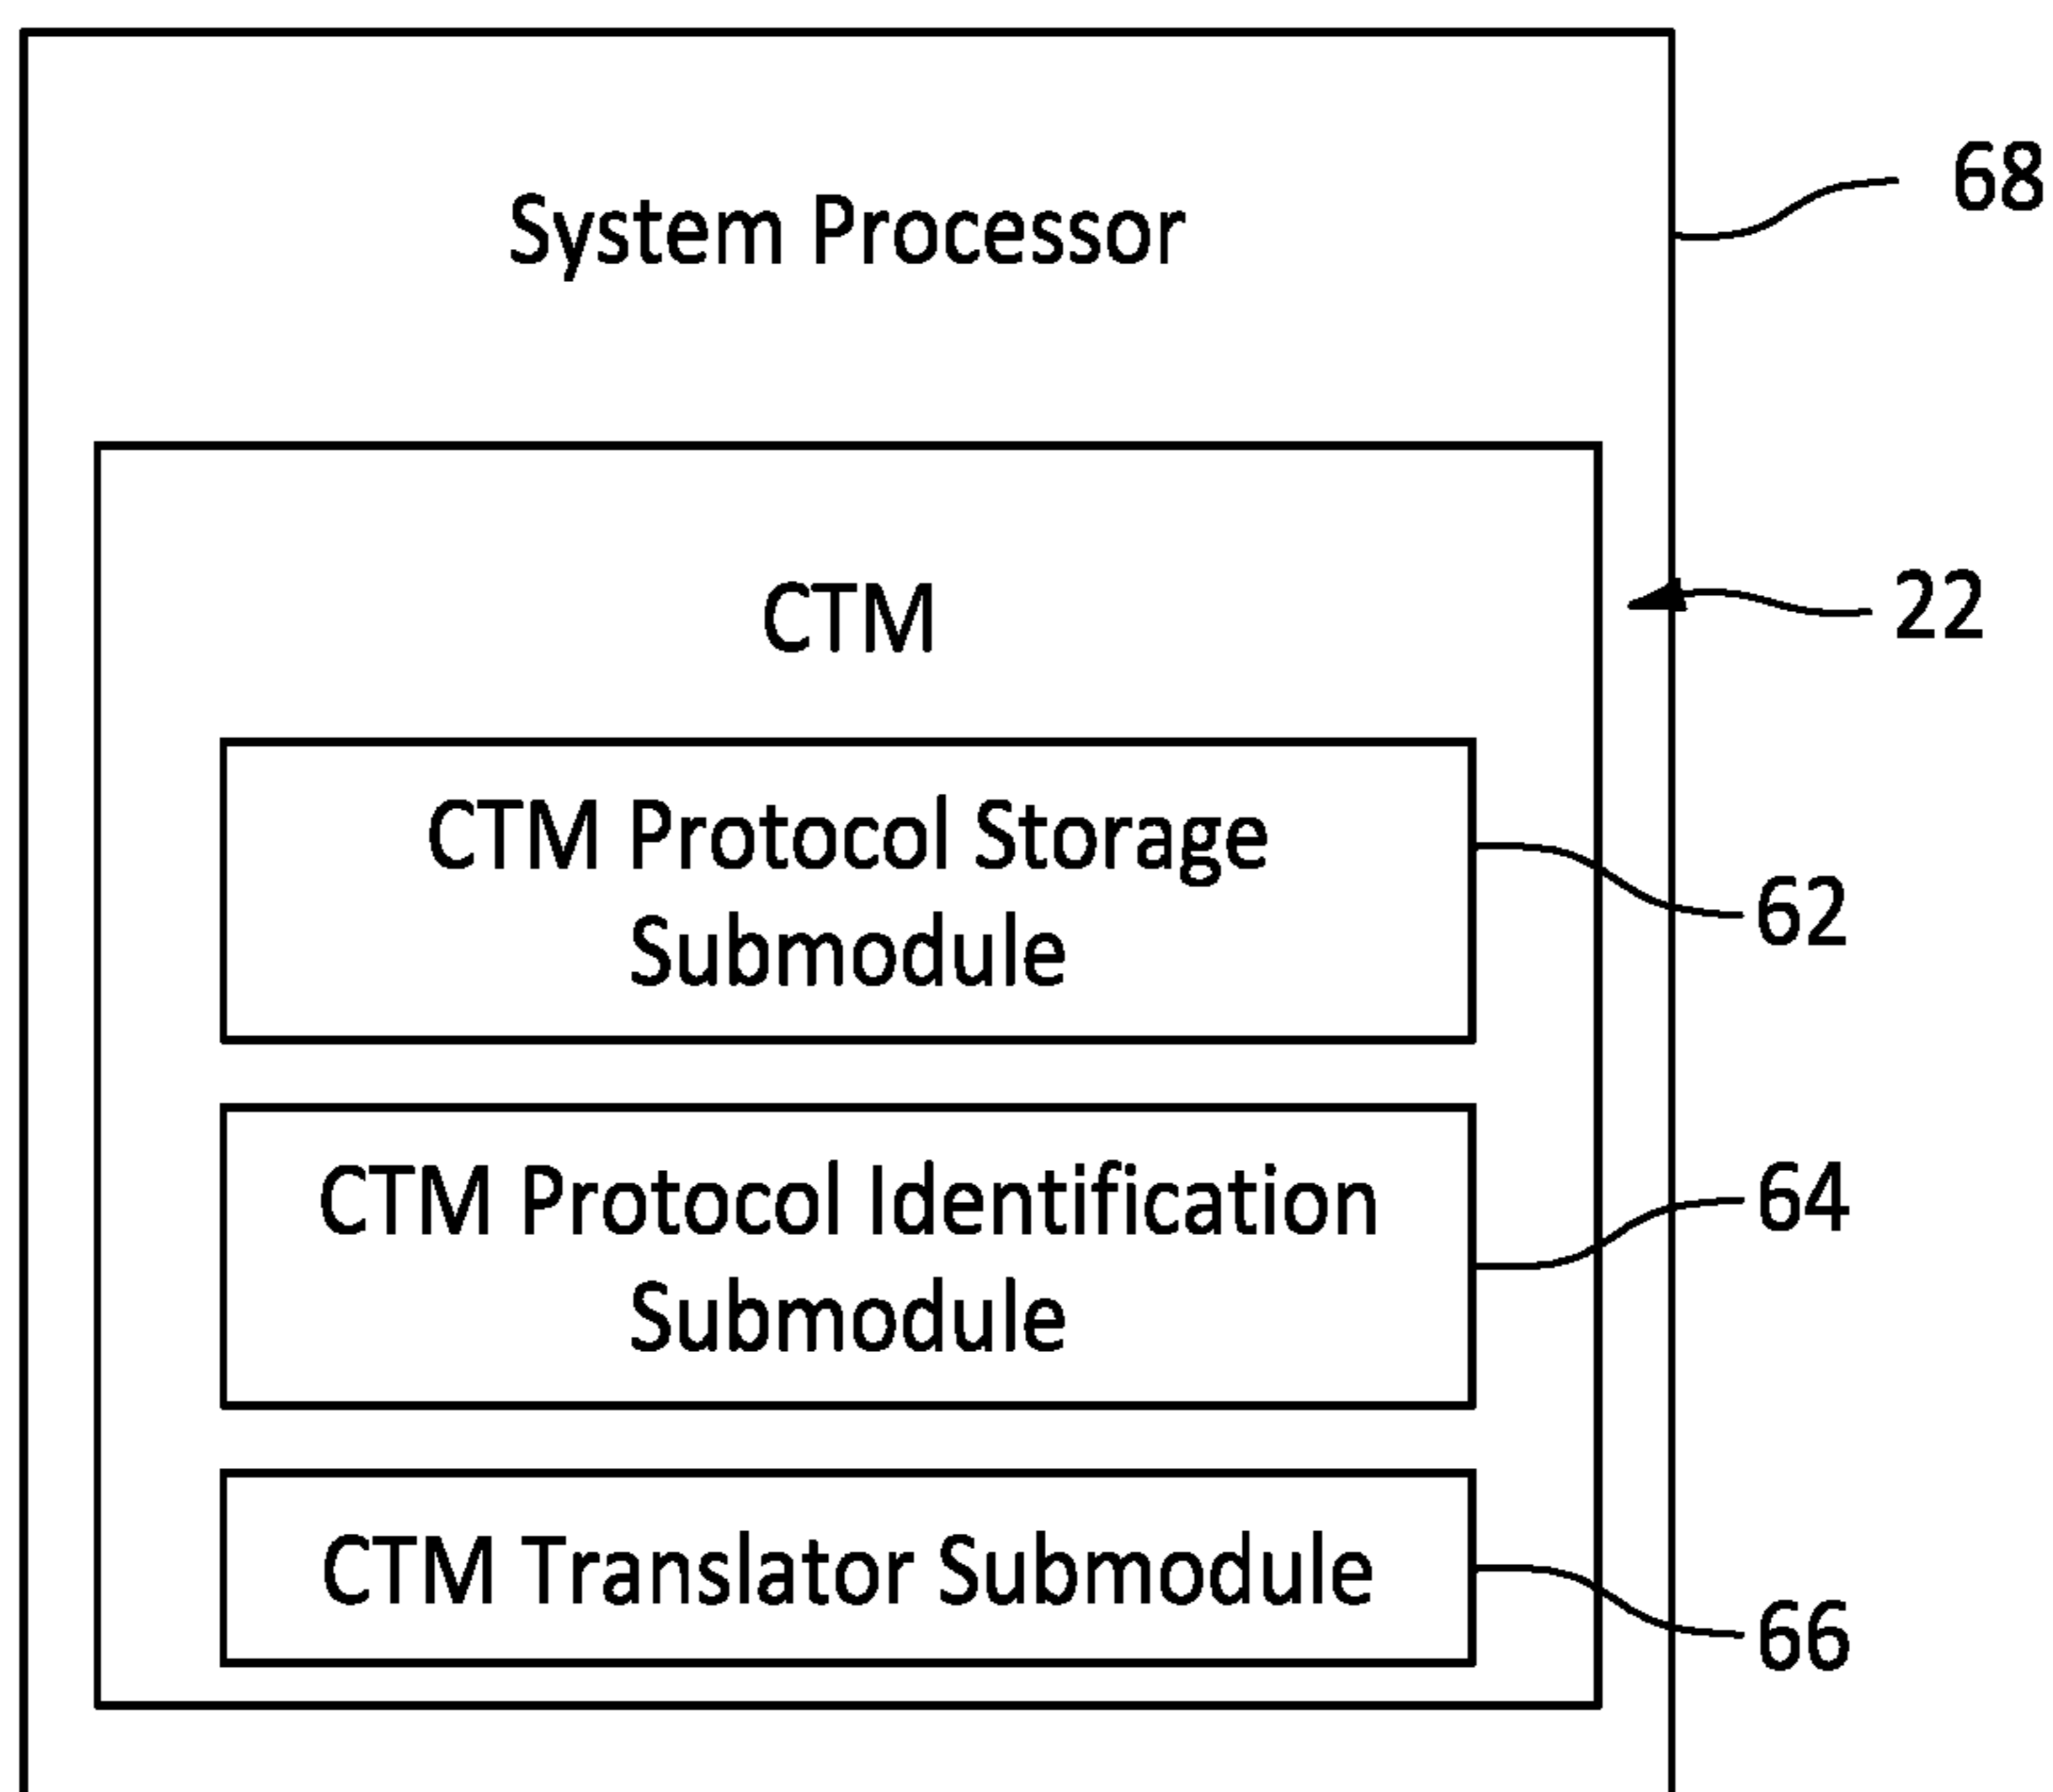 System Processor
68
CTM
22
CTM Protocol Storage
Submodule
62
CTM Protocol Identification
Submodule
64
CTM Translator Submodule
66